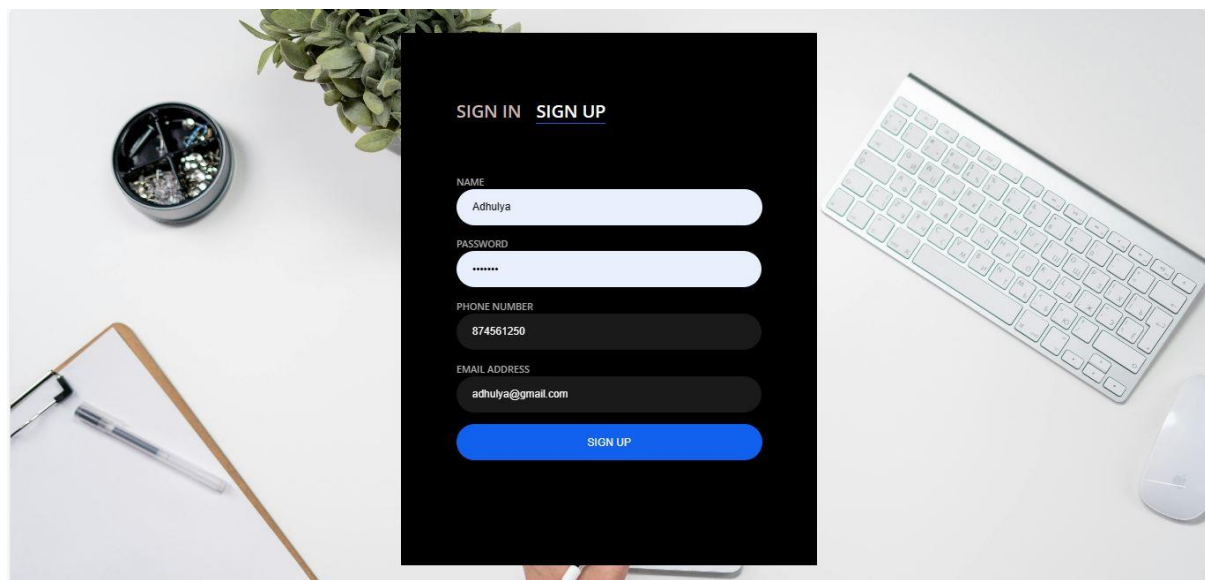 SIGN IN SIGN UP
NAME
Adhulya
PASSWORD
•••••••
PHONE NUMBER
874561250
EMAIL ADDRESS
adhulya@gmail.com
SIGN UP